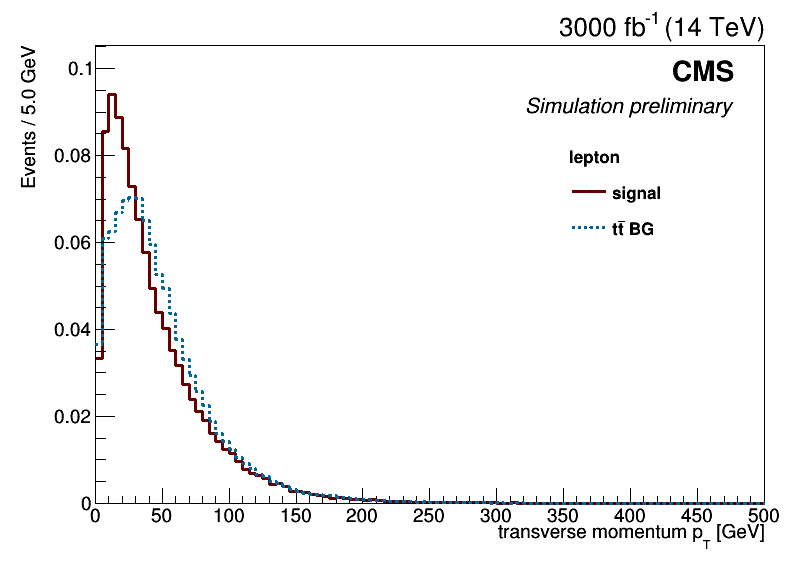 3000 fb⁻¹ (14 TeV)
Events / 5.0 GeV
CMS
Simulation preliminary
lepton
signal
tt̄ BG
0.1
0.08
0.06
0.04
0.02
0
0 50 100 150 200 250 300 350 400 450 500
transverse momentum p_T [GeV]